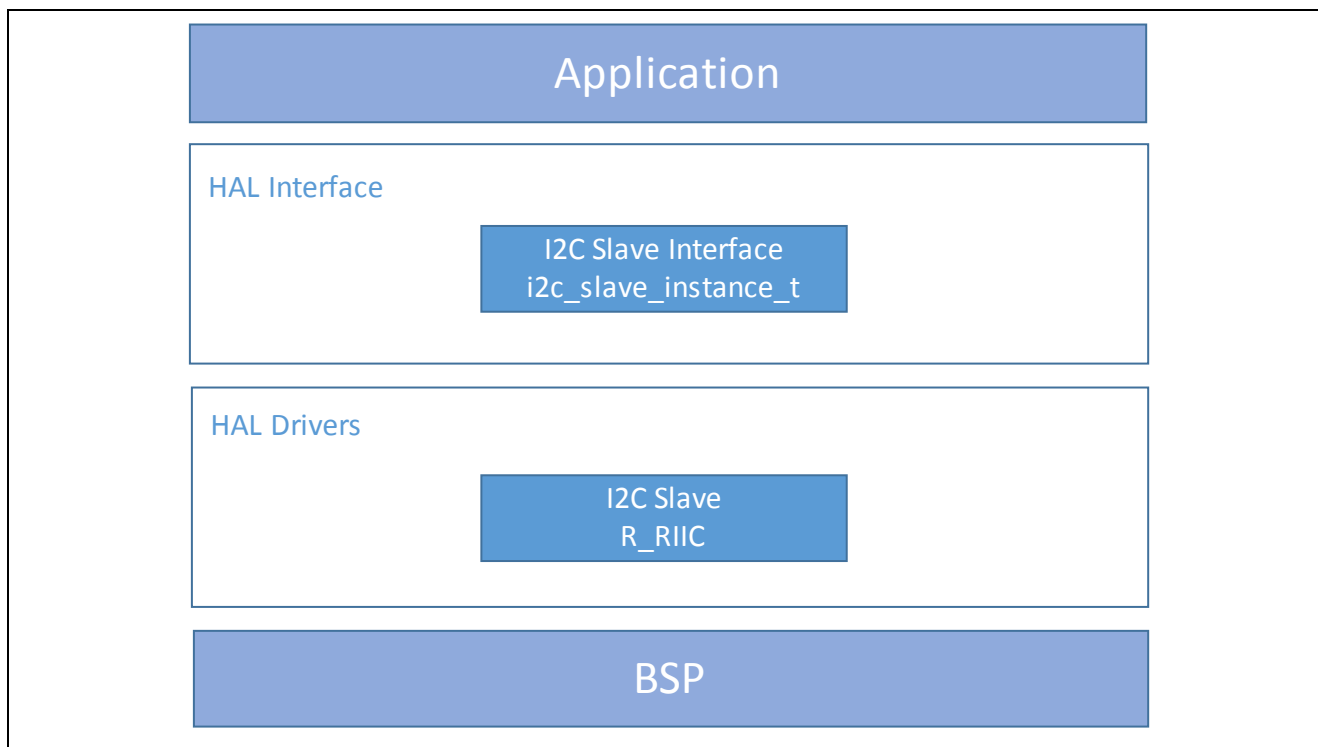 Application
HAL Interface
I2C Slave Interface
i2c_slave_instance_t
HAL Drivers
I2C Slave
R_RIIC
BSP